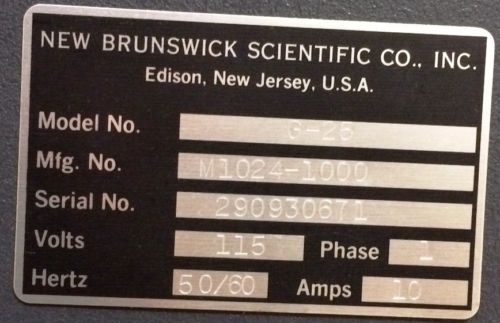 NEW BRUNSWICK SCIENTIFIC CO., INC.
Edison, New Jersey, U.S.A.
Model No. G-25
Mfg. No. M1024-1000
Serial No. 290930671
Volts 115 Phase 1
Hertz 50/60 Amps 10